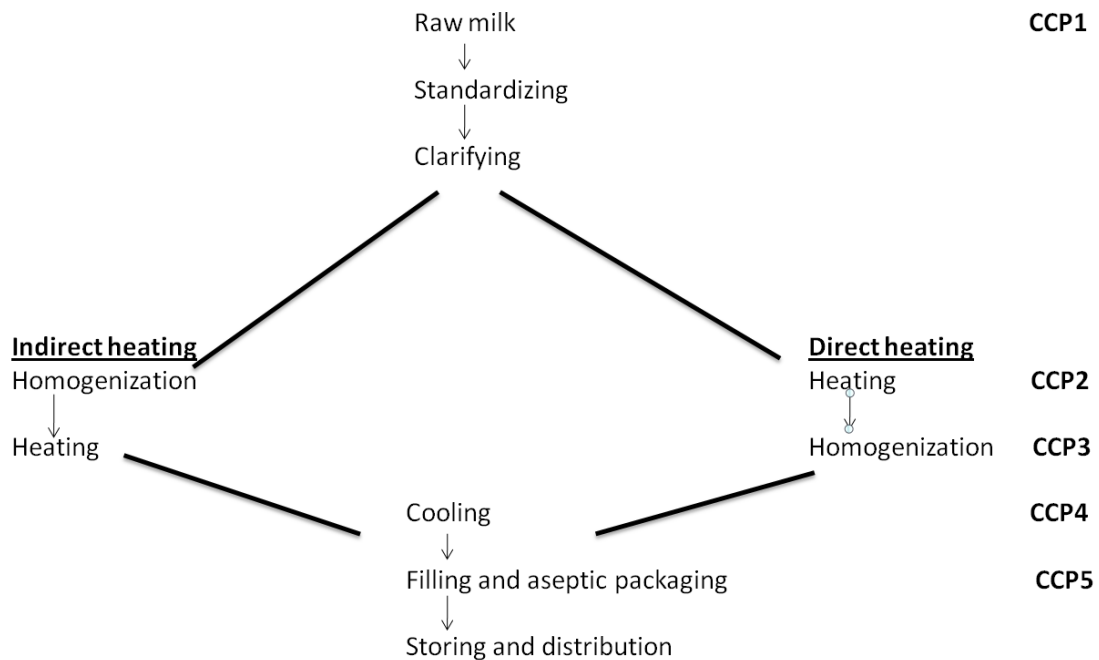 Raw milk CCP1
Standardizing
Clarifying
Indirect heating Direct heating
Homogenization Heating CCP2
Heating Homogenization CCP3
Cooling CCP4
Filling and aseptic packaging CCP5
Storing and distribution